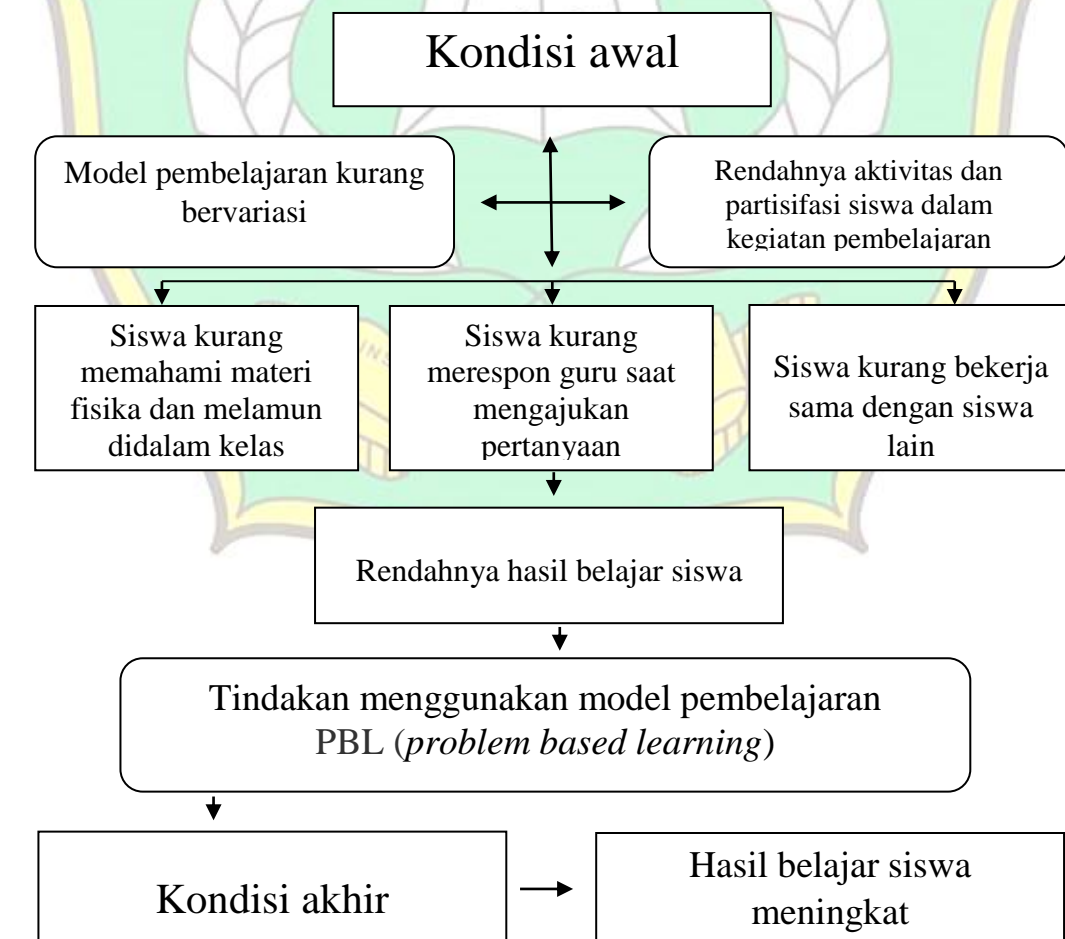 Kondisi awal
Model pembelajaran kurang
bervariasi
Rendahnya aktivitas dan
partisifasi siswa dalam
kegiatan pembelajaran
Siswa kurang
memahami materi
fisika dan melamun
didalam kelas
Siswa kurang
merespon guru saat
mengajukan
pertanyaan
Siswa kurang bekerja
sama dengan siswa
lain
Rendahnya hasil belajar siswa
Tindakan menggunakan model pembelajaran
PBL (problem based learning)
Kondisi akhir
Hasil belajar siswa
meningkat